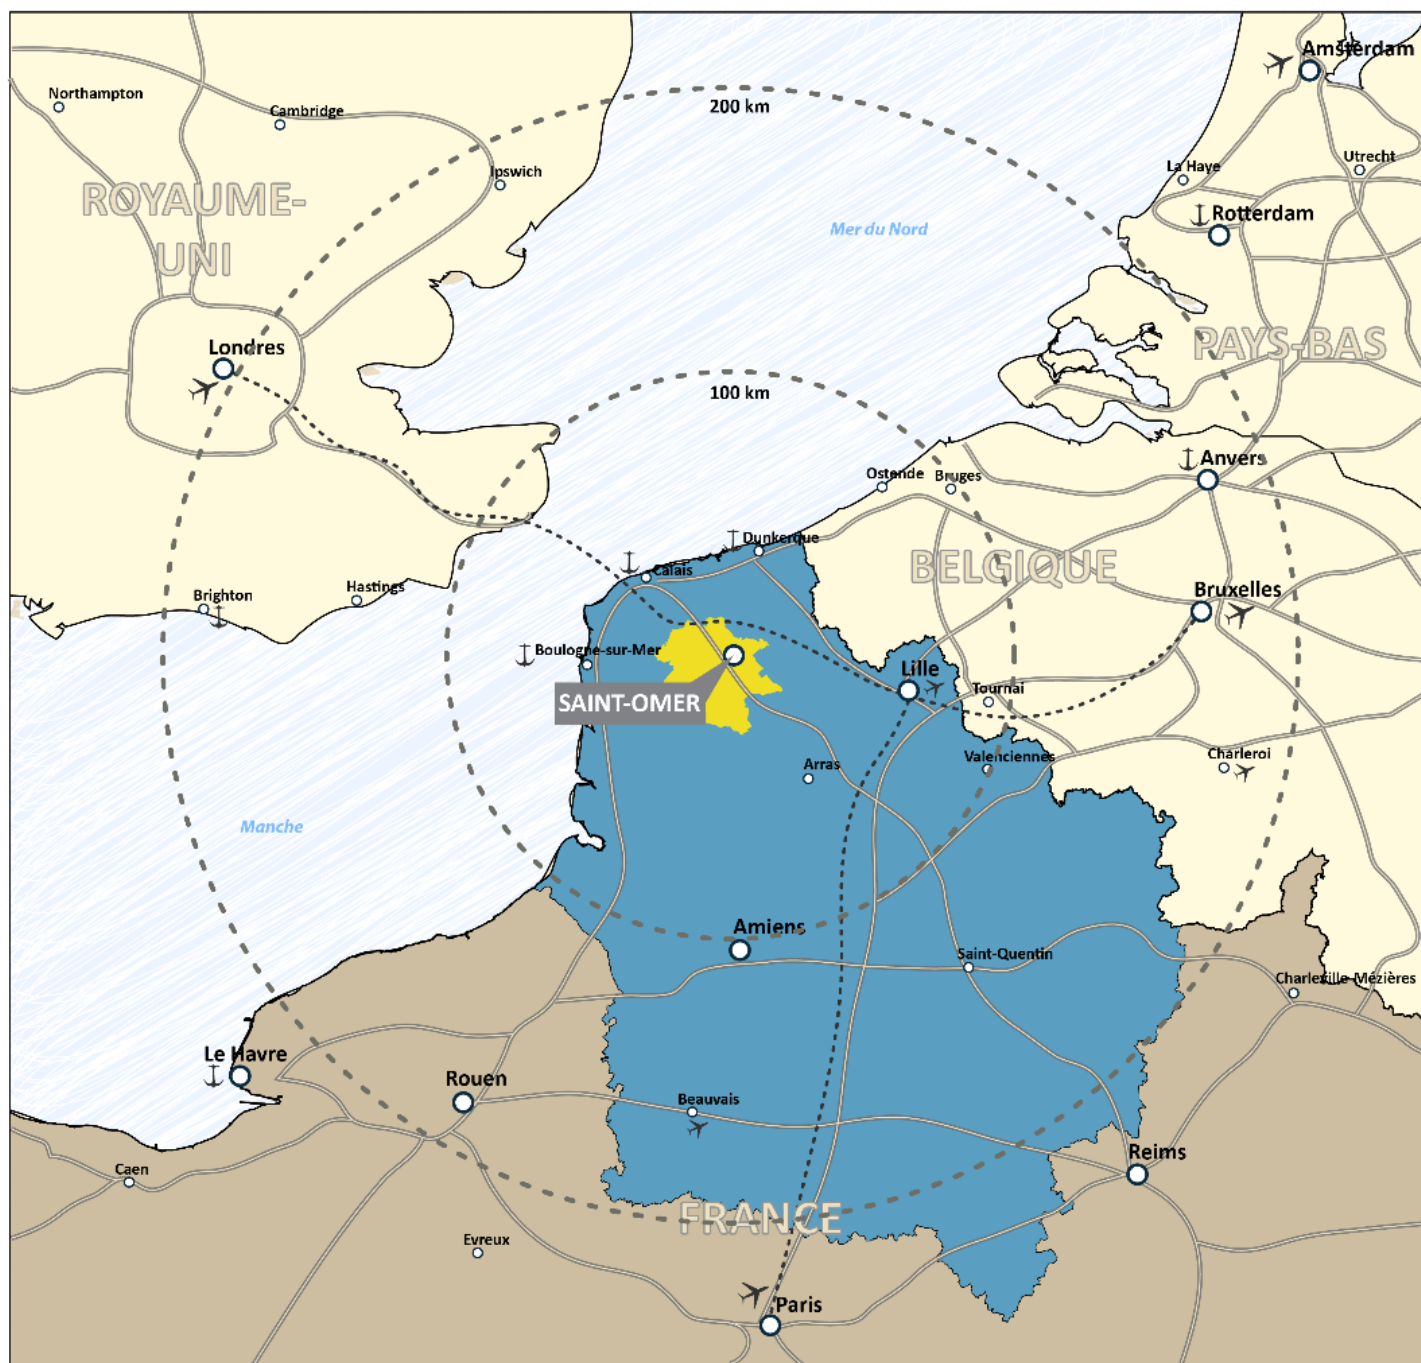 Amsterdam
Northampton
200 km
Cambridge
Utrecht
La Haye
Ipswich
ROYAUME-
UNI
Rotterdam
Mer du Nord
PAYS-BAS
Londres
100 km
Anvers
Ostende
Bruges
Dunkerque
BELGIQUE
Calais
Hastings
Brighton
Bruxelles
Boulogne-sur-Mer
Lille
SAINT-OMER
Tournai
Valenciennes
Charleroi
Arras
Manche
Amiens
Saint-Quentin
Charleville-Mézières
Le Havre
Rouen
Beauvais
Reims
Caen
FRANCE
Evreux
Paris